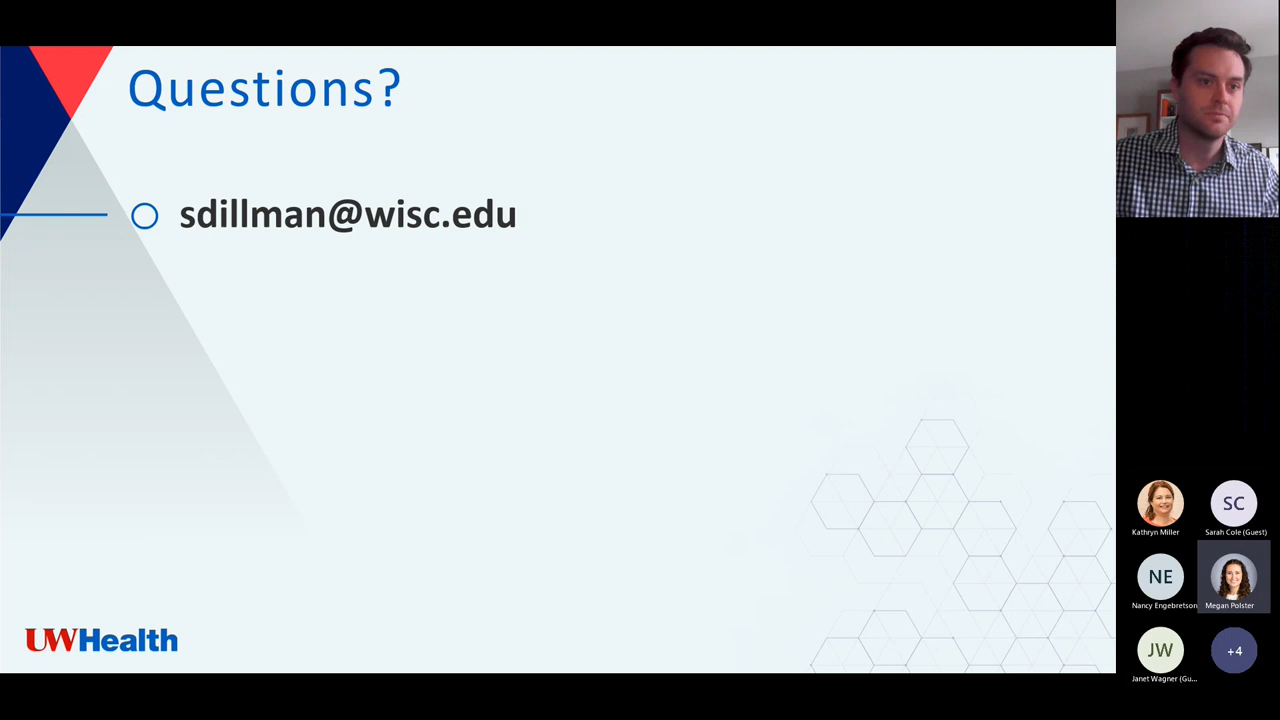 Questions?
sdillman@wisc.edu
UWHealth
Kathryn Miller
SC
Sarah Cole (Guest)
NE
Nancy Engebretson
Megan Polster
JW
Janet Wagner (Gu...
+4